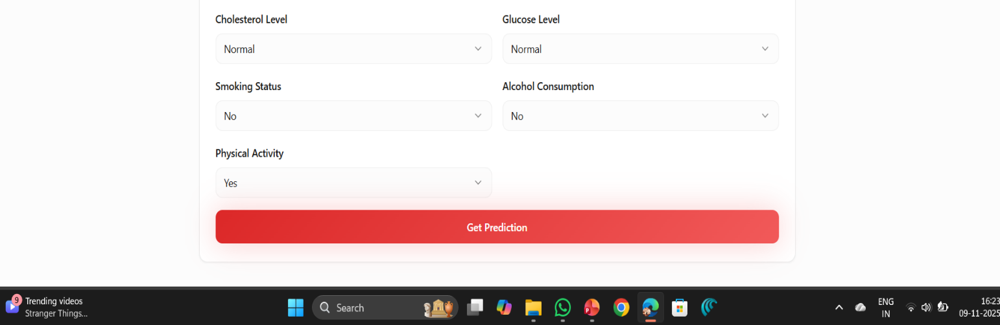 Cholesterol Level
Glucose Level
Normal
Normal
Smoking Status
Alcohol Consumption
No
No
Physical Activity
Yes
Get Prediction
9
Trending videos
Stranger Things...
Search
P
ENG
IN
16:23
09-11-2025